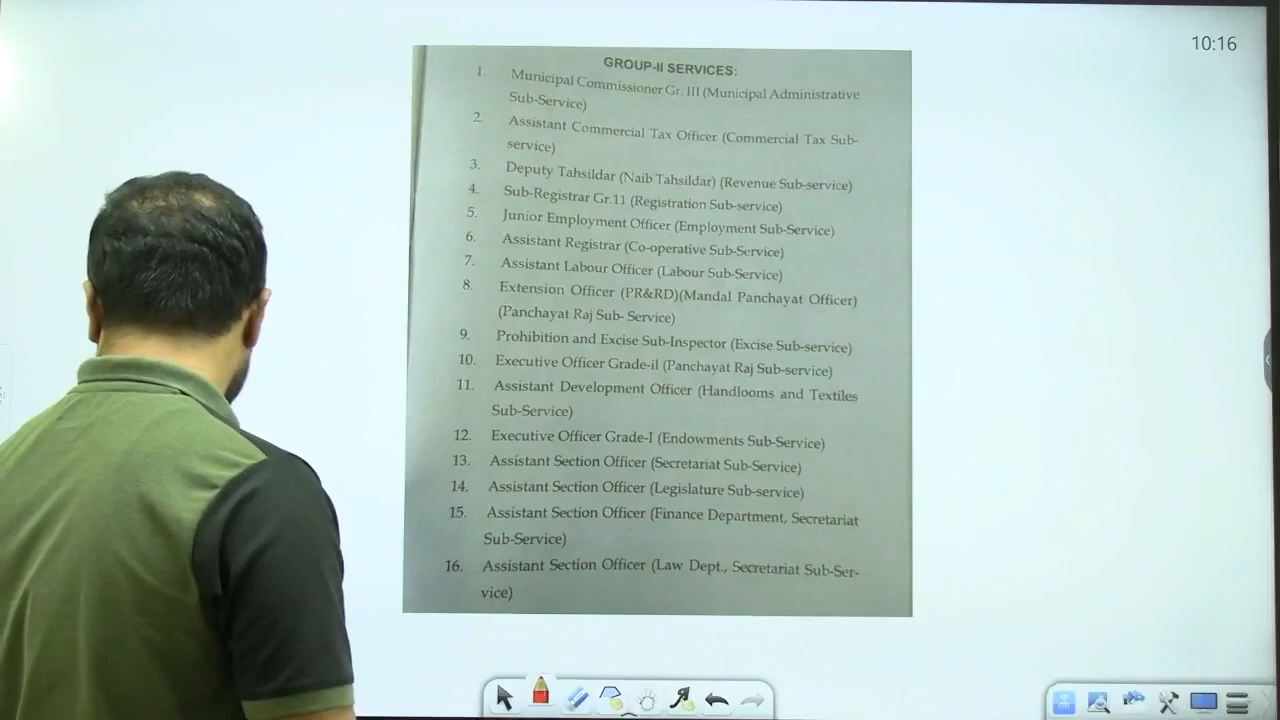 10:16
GROUP-II SERVICES:
1. Municipal Commissioner Gr. III (Municipal Administrative
Sub-Service)
2. Assistant Commercial Tax Officer (Commercial Tax Sub-
service)
3. Deputy Tahsildar (Naib Tahsildar) (Revenue Sub-service)
4. Sub-Registrar Gr.11 (Registration Sub-service)
5. Junior Employment Officer (Employment Sub-Service)
6. Assistant Registrar (Co-operative Sub-Service)
7. Assistant Labour Officer (Labour Sub-Service)
8. Extension Officer (PR&RD)(Mandal Panchayat Officer)
(Panchayat Raj Sub- Service)
9. Prohibition and Excise Sub-Inspector (Excise Sub-service)
10. Executive Officer Grade-il (Panchayat Raj Sub-service)
11. Assistant Development Officer (Handlooms and Textiles
Sub-Service)
12. Executive Officer Grade-I (Endowments Sub-Service)
13. Assistant Section Officer (Secretariat Sub-Service)
14. Assistant Section Officer (Legislature Sub-service)
15. Assistant Section Officer (Finance Department, Secretariat
Sub-Service)
16. Assistant Section Officer (Law Dept., Secretariat Sub-Ser-
vice)